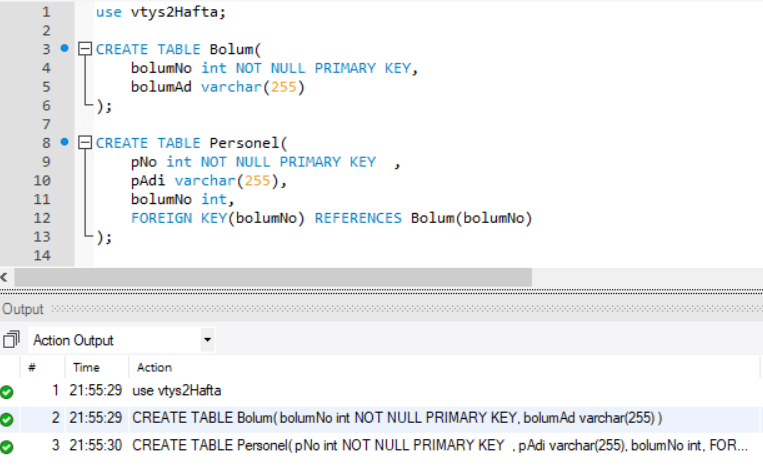 1 use vtys2Hafta;
2
3 CREATE TABLE Bolum(
4 bolumNo int NOT NULL PRIMARY KEY,
5 bolumAd varchar(255)
6 );
7
8 CREATE TABLE Personel(
9 pNo int NOT NULL PRIMARY KEY  ,
10 pAdi varchar(255),
11 bolumNo int,
12 FOREIGN KEY(bolumNo) REFERENCES Bolum(bolumNo)
13 );
14
Output
Action Output
# Time Action
1 21:55:29 use vtys2Hafta
2 21:55:29 CREATE TABLE Bolum( bolumNo int NOT NULL PRIMARY KEY, bolumAd varchar(255) )
3 21:55:30 CREATE TABLE Personel( pNo int NOT NULL PRIMARY KEY  , pAdi varchar(255), bolumNo int, FOR...